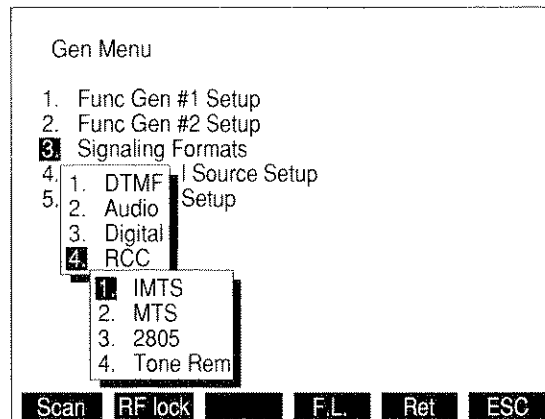 Gen Menu
1. Func Gen #1 Setup
2. Func Gen #2 Setup
3. Signaling Formats
4. l Source Setup
5. Setup
1. DTMF
2. Audio
3. Digital
4. RCC
1. IMTS
2. MTS
3. 2805
4. Tone Rem
Scan RF lock F.L. Ret ESC